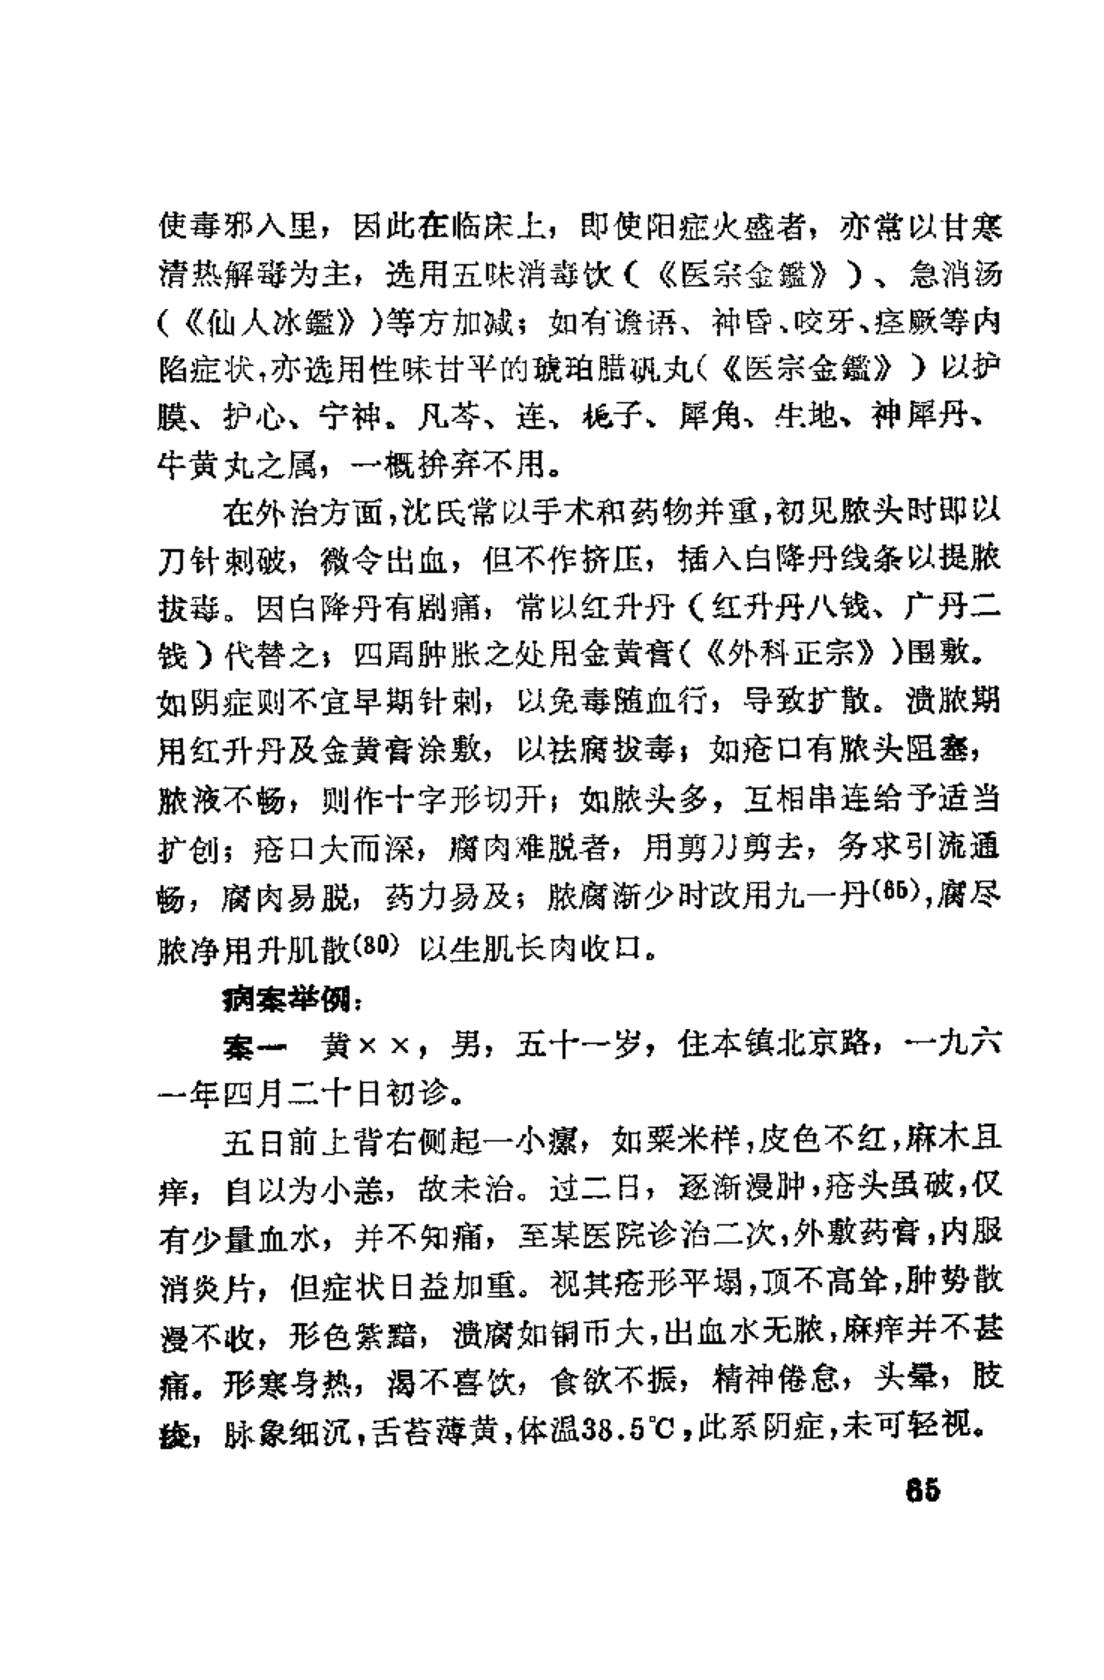 使毒邪入里，因此在临床上，即使阳症火盛者，亦常以甘寒
清热解毒为主，选用五味消毒饮（《医宗金鑑》）、急消汤
（《仙人冰鑑》）等方加减；如有谵语、神昏、咬牙、痉厥等内
陷症状，亦选用性味甘平的琥珀腊矾丸（《医宗金鑑》）以护
膜、护心、宁神。凡芩、连、栀子、犀角、生地、神犀丹、
牛黄丸之属，一概拚弃不用。
在外治方面，沈氏常以手术和药物并重，初见脓头时即以
刀针刺破，微令出血，但不作挤压，插入白降丹线条以提脓
拔毒。因白降丹有剧痛，常以红升丹（红升丹八钱、广丹二
钱）代替之；四周肿胀之处用金黄膏（《外科正宗》）围敷。
如阴症则不宜早期针刺，以免毒随血行，导致扩散。溃脓期
用红升丹及金黄膏涂敷，以祛腐拔毒；如疮口有脓头阻塞，
脓液不畅，则作十字形切开；如脓头多，互相串连给予适当
扩创；疮口大而深，腐肉难脱者，用剪刀剪去，务求引流通
畅，腐肉易脱，药力易及；脓腐渐少时改用九一丹(65)，腐尽
脓净用升肌散(80) 以生肌长肉收口。
病案举例：
案一 黄××，男，五十一岁，住本镇北京路，一九六
一年四月二十日初诊。
五日前上背右侧起一小瘰，如粟米样，皮色不红，麻木且
痒，自以为小恙，故未治。过二日，逐渐漫肿，疮头虽破，仅
有少量血水，并不知痛，至某医院诊治二次，外敷药膏，内服
消炎片，但症状日益加重。视其疮形平塌，顶不高耸，肿势散
漫不收，形色紫黯，溃腐如铜币大，出血水无脓，麻痒并不甚
痛。形寒身热，渴不喜饮，食欲不振，精神倦怠，头晕，肢
痠，脉象细沉，舌苔薄黄，体温38.5℃，此系阴症，未可轻视。
65